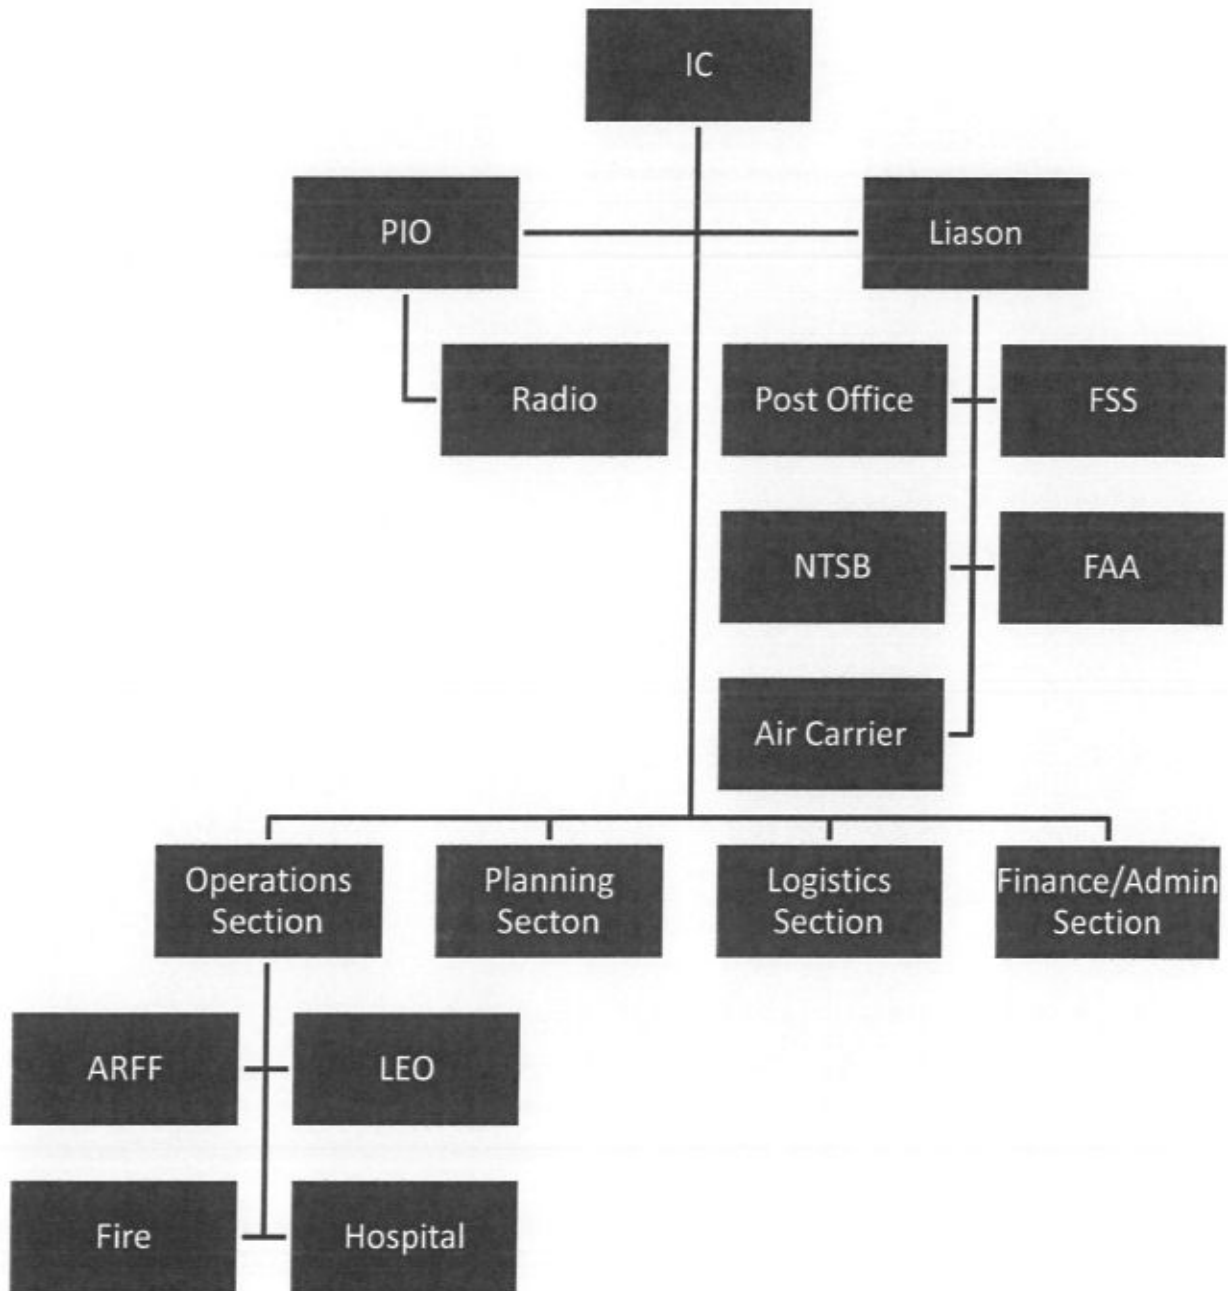 IC
PIO
Liason
Radio
Post Office
FSS
NTSB
FAA
Air Carrier
Operations
Section
Planning
Secton
Logistics
Section
Finance/Admin
Section
ARFF
LEO
Fire
Hospital